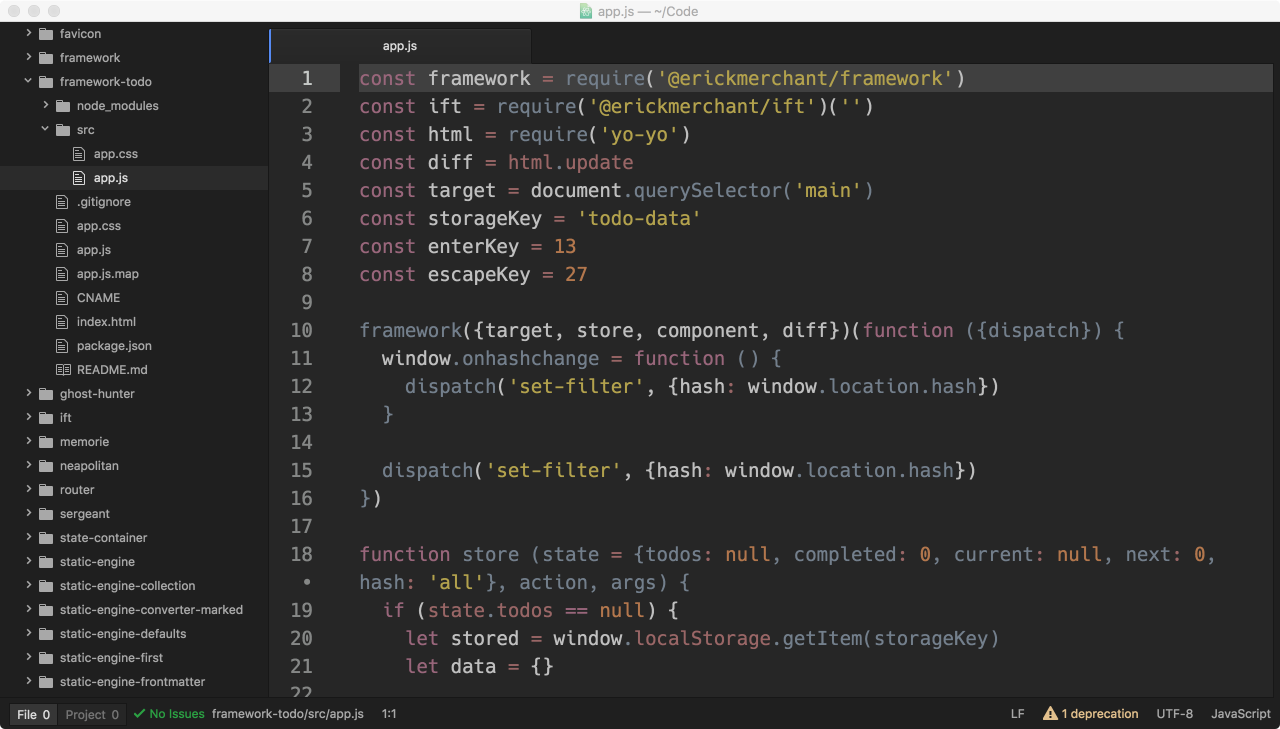 app.js — ~/Code
favicon
framework
framework-todo
node_modules
src
app.css
app.js
.gitignore
app.css
app.js
app.js.map
CNAME
index.html
package.json
README.md
ghost-hunter
ift
memorie
neapolitan
router
sergeant
state-container
static-engine
static-engine-collection
static-engine-converter-marked
static-engine-defaults
static-engine-first
static-engine-frontmatter
app.js
1 const framework = require('@erickmerchant/framework')
2 const ift = require('@erickmerchant/ift')('')
3 const html = require('yo-yo')
4 const diff = html.update
5 const target = document.querySelector('main')
6 const storageKey = 'todo-data'
7 const enterKey = 13
8 const escapeKey = 27
9
10 framework({target, store, component, diff})(function ({dispatch}) {
11 window.onhashchange = function () {
12 dispatch('set-filter', {hash: window.location.hash})
13 }
14
15 dispatch('set-filter', {hash: window.location.hash})
16 })
17
18 function store (state = {todos: null, completed: 0, current: null, next: 0,
• hash: 'all'}, action, args) {
19 if (state.todos == null) {
20 let stored = window.localStorage.getItem(storageKey)
21 let data = {}
22
File 0 Project 0 No Issues framework-todo/src/app.js 1:1 LF 1 deprecation UTF-8 JavaScript